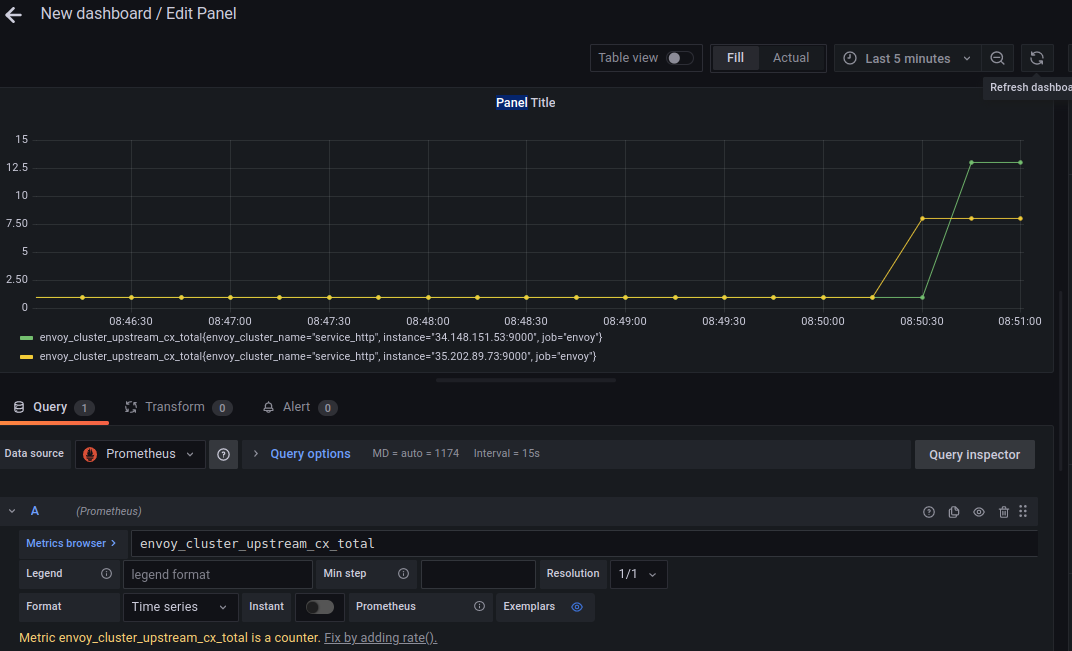 New dashboard / Edit Panel
Table view Fill Actual Last 5 minutes
Refresh dashboa
Panel Title
15
12.5
10
7.50
5
2.50
0
08:46:30 08:47:00 08:47:30 08:48:00 08:48:30 08:49:00 08:49:30 08:50:00 08:50:30 08:51:00
envoy_cluster_upstream_cx_total{envoy_cluster_name="service_http", instance="34.148.151.53:9000", job="envoy"}
envoy_cluster_upstream_cx_total{envoy_cluster_name="service_http", instance="35.202.89.73:9000", job="envoy"}
Query 1 Transform 0 Alert 0
Data source Prometheus Query options MD = auto = 1174 Interval = 15s Query inspector
A (Prometheus)
Metrics browser envoy_cluster_upstream_cx_total
Legend legend format Min step Resolution 1/1
Format Time series Instant Prometheus Exemplars
Metric envoy_cluster_upstream_cx_total is a counter. Fix by adding rate().